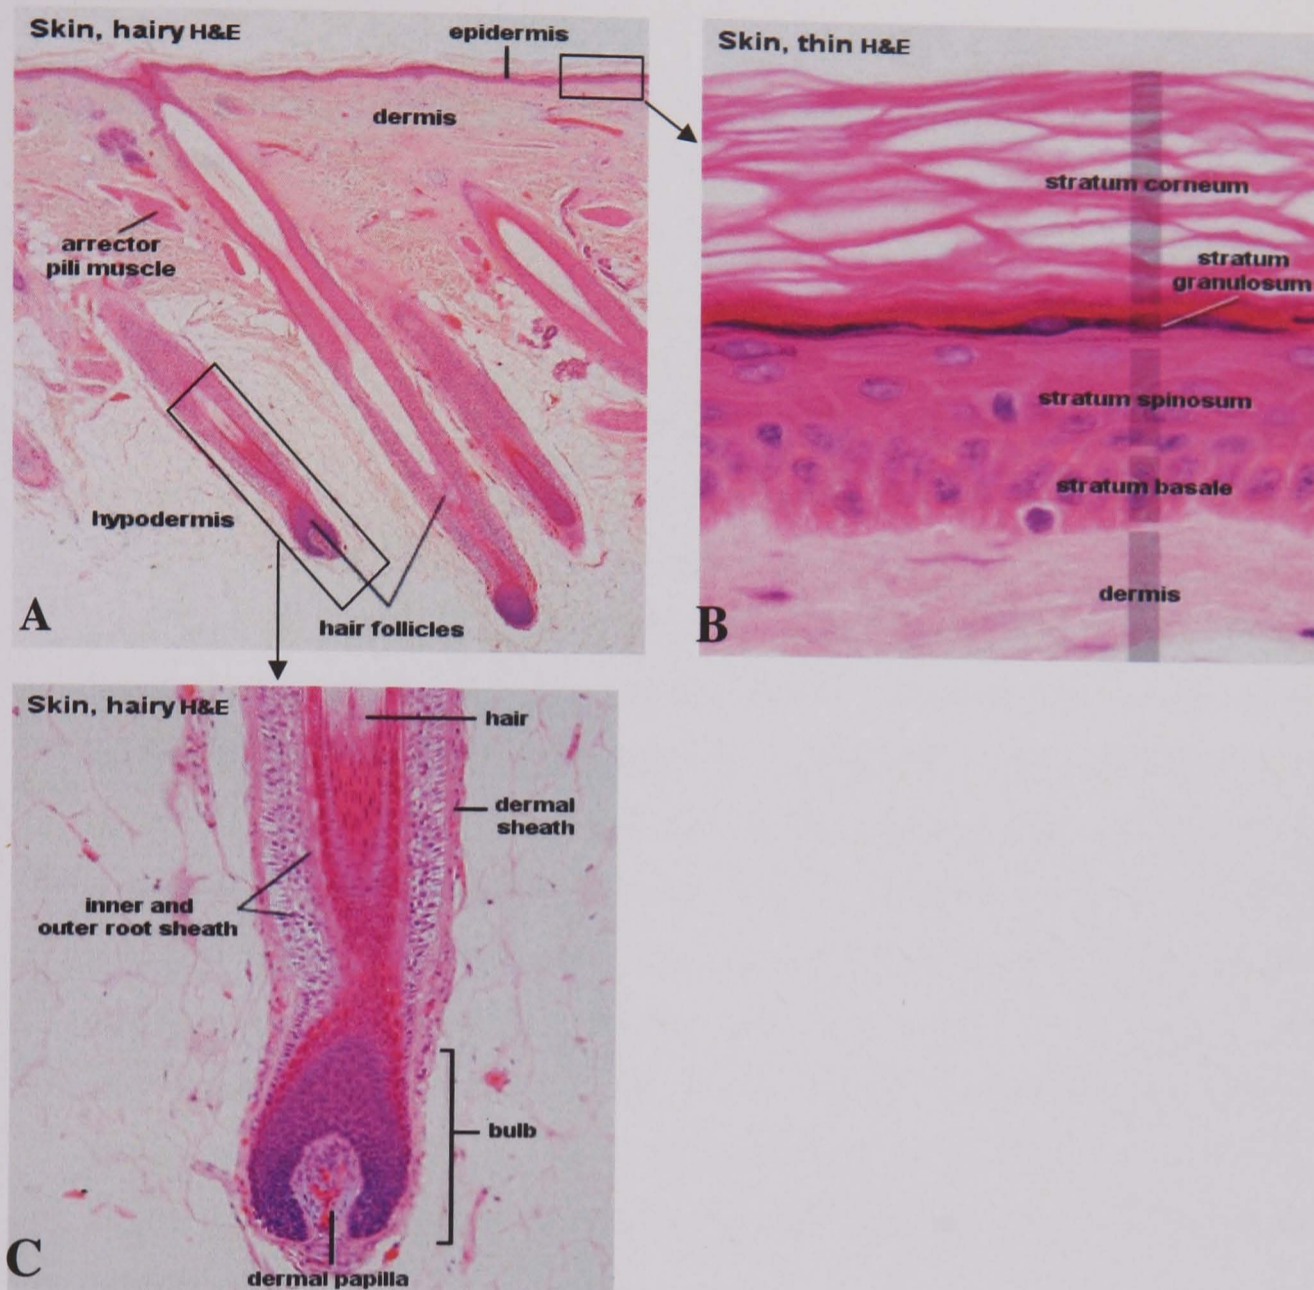 Skin, hairy H&E
epidermis
dermis
arrector
pili muscle
hypodermis
hair follicles
A
Skin, thin H&E
stratum corneum
stratum
granulosum
stratum spinosum
stratum basale
dermis
B
Skin, hairy H&E
hair
dermal
sheath
inner and
outer root sheath
bulb
dermal papilla
C